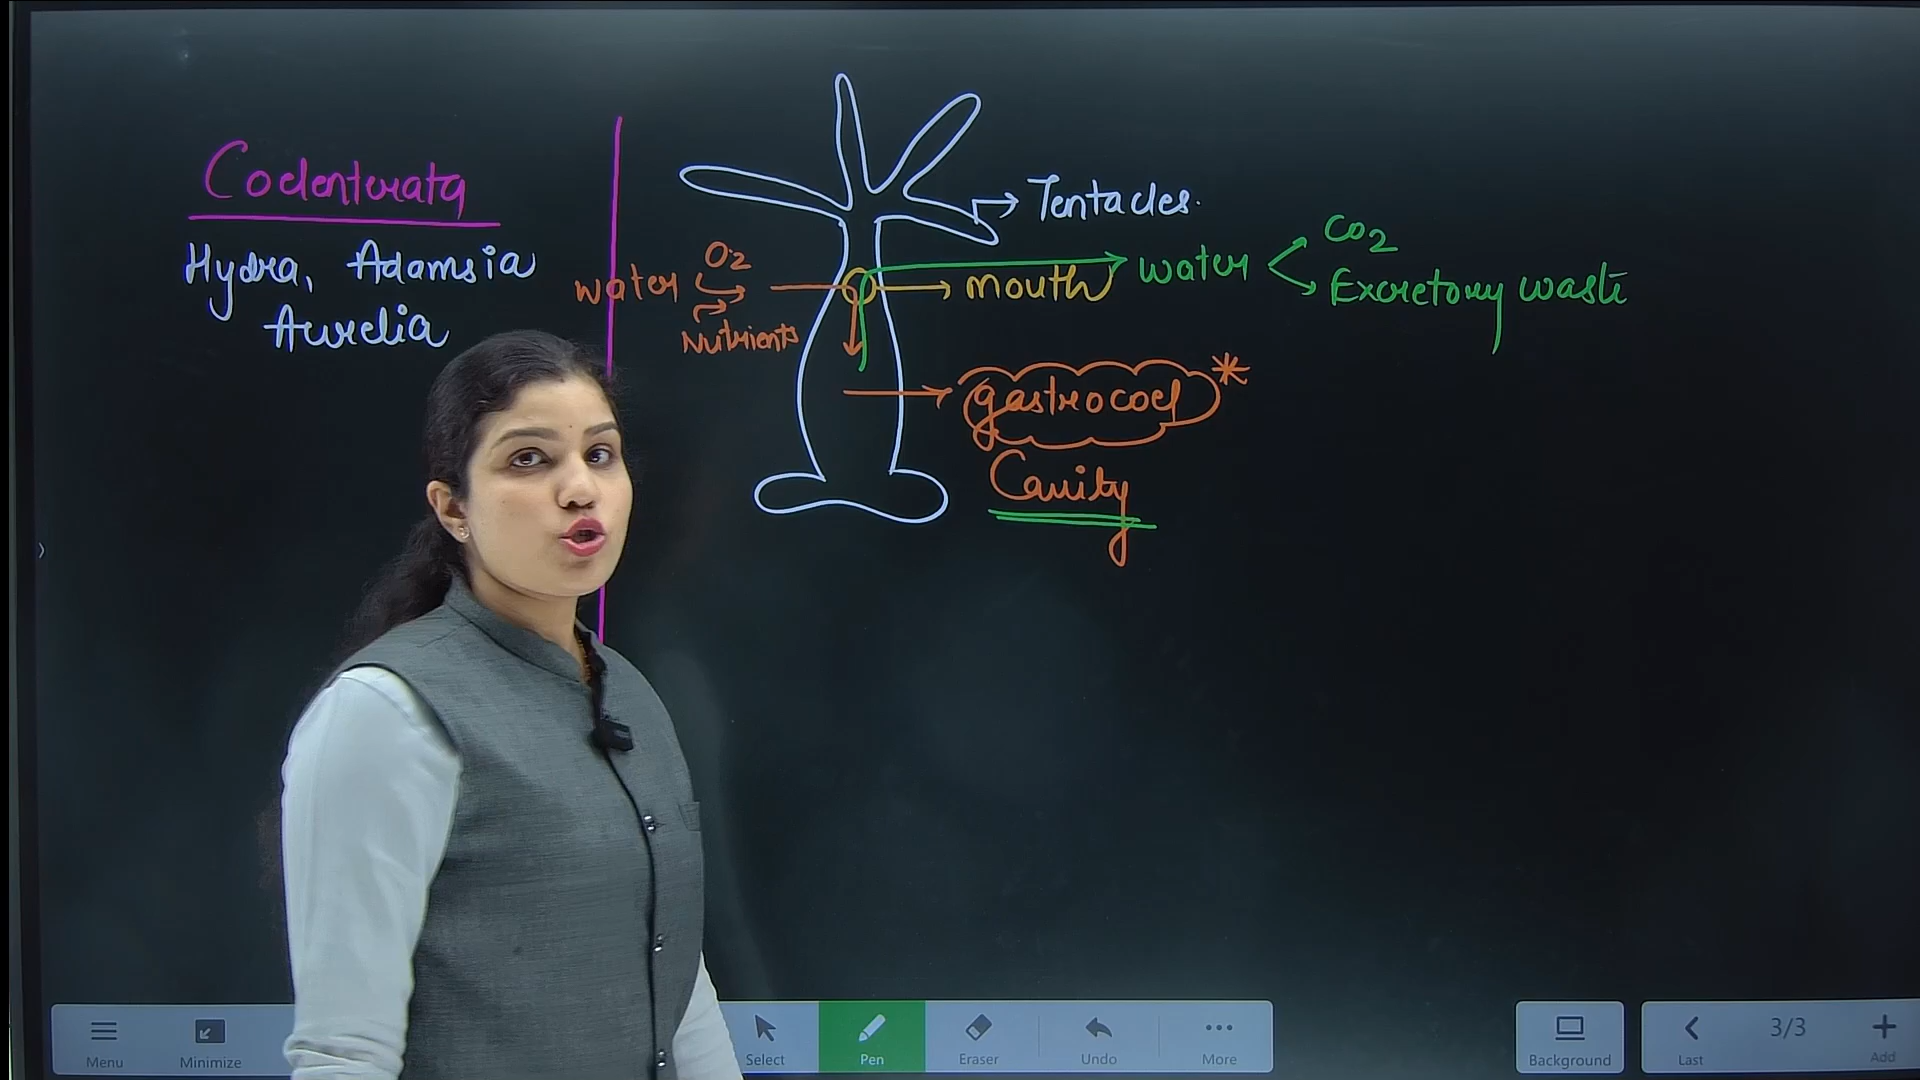 Coelenterata
Hydra, Adamsia
Aurelia
Tentacles.
O2
water
Nutrients
mouth
water
CO2
Excretory waste
gastrocoel *
Cavity
Menu
Minimize
Select
Pen
Eraser
Undo
More
Background
Last
3/3
Add